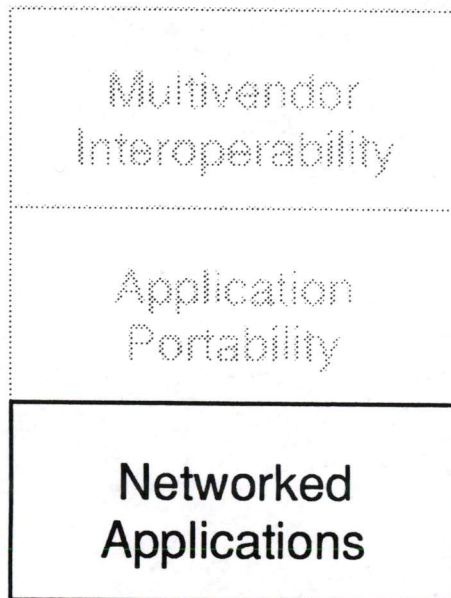 Multivendor
Interoperability
Application
Portability
Networked
Applications